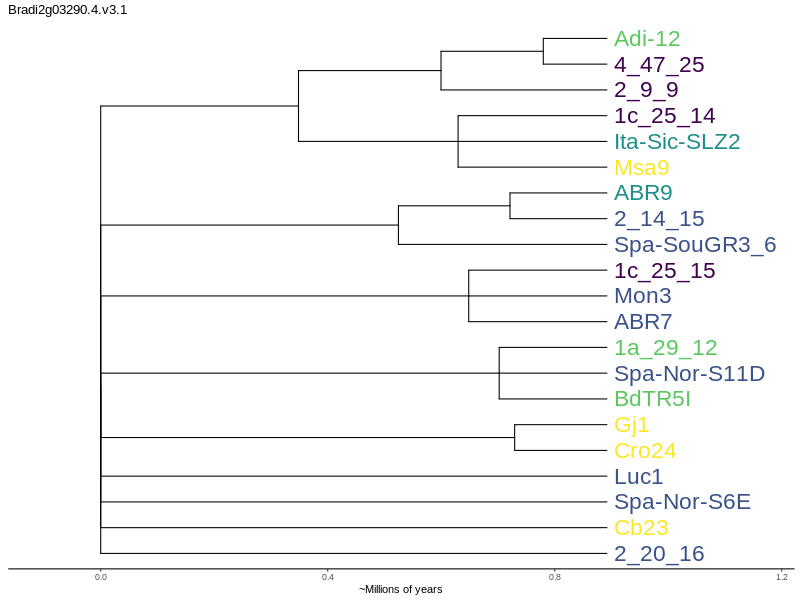 Bradi2g03290.4.v3.1
Adi-12
4_47_25
2_9_9
1c_25_14
Ita-Sic-SLZ2
Msa9
ABR9
2_14_15
Spa-SouGR3_6
1c_25_15
Mon3
ABR7
1a_29_12
Spa-Nor-S11D
BdTR5I
Gj1
Cro24
Luc1
Spa-Nor-S6E
Cb23
2_20_16
0.0 0.4 0.8 1.2
~Millions of years